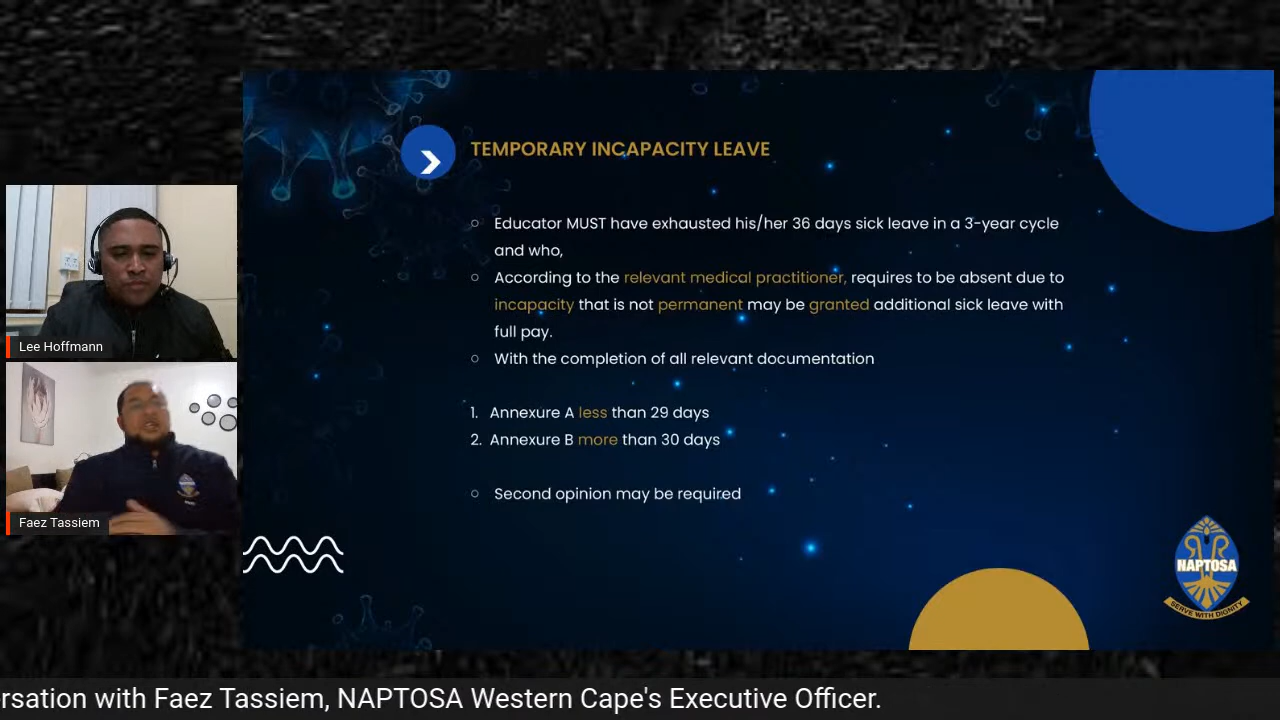 TEMPORARY INCAPACITY LEAVE
Educator MUST have exhausted his/her 36 days sick leave in a 3-year cycle
and who,
According to the relevant medical practitioner, requires to be absent due to
incapacity that is not permanent may be granted additional sick leave with
full pay.
With the completion of all relevant documentation
1. Annexure A less than 29 days
2. Annexure B more than 30 days
Second opinion may be required
Lee Hoffmann
Faez Tassiem
NAPTOSA
SERVE WITH DIGNITY
with Faez Tassiem, NAPTOSA Western Cape's Executive Officer.